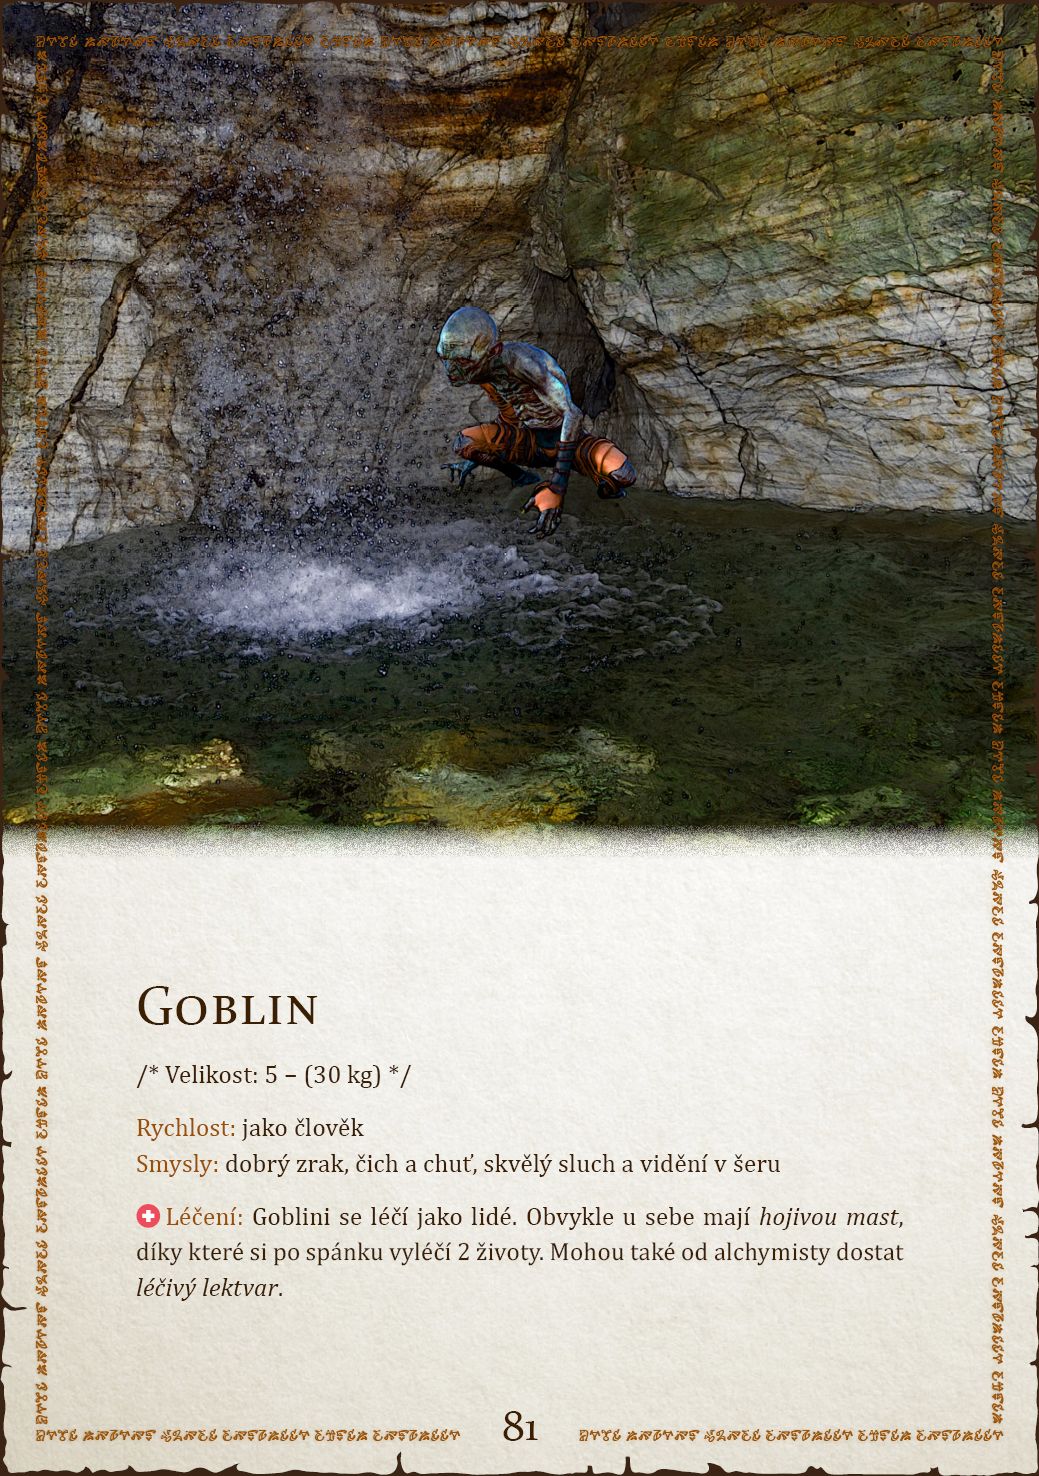 Goblin
/* Velikost: 5 – (30 kg) */
Rychlost: jako člověk
Smysly: dobrý zrak, čich a chuť, skvělý sluch a vidění v šeru
Léčení: Goblini se léčí jako lidé. Obvykle u sebe mají hojivou mast,
díky které si po spánku vyléčí 2 životy. Mohou také od alchymisty dostat
léčivý lektvar.
81